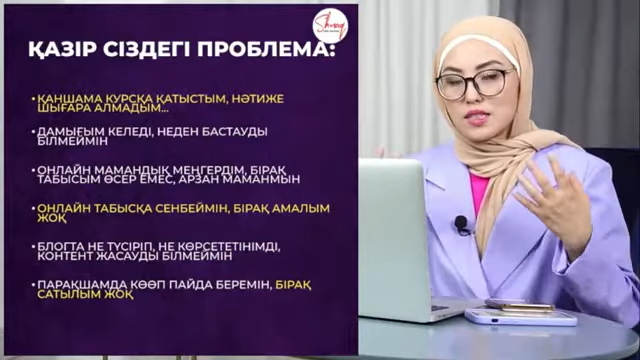 Shynar
ҚАЗІР СІЗДЕГІ ПРОБЛЕМА:
•ҚАНШАМА КУРСҚА ҚАТЫСТЫМ, НӘТИЖЕ
ШЫҒАРА АЛМАДЫМ...
•ДАМЫҒЫМ КЕЛЕДІ, НЕДЕН БАСТАУДЫ
БІЛМЕЙМІН
•ОНЛАЙН МАМАНДЫҚ МЕҢГЕРДІМ, БІРАҚ
ТАБЫСЫМ ӨСЕР ЕМЕС, АРЗАН МАМАНМЫН
•ОНЛАЙН ТАБЫСҚА СЕНБЕЙМІН, БІРАҚ АМАЛЫМ
ЖОҚ
•БЛОГТА НЕ ТҮСІРІП, НЕ КӨРСЕТЕТІНІМДІ,
КОНТЕНТ ЖАСАУДЫ БІЛМЕЙМІН
•ПАРАҚШАМДА КӨӨП ПАЙДА БЕРЕМІН, БІРАҚ
САТЫЛЫМ ЖОҚ